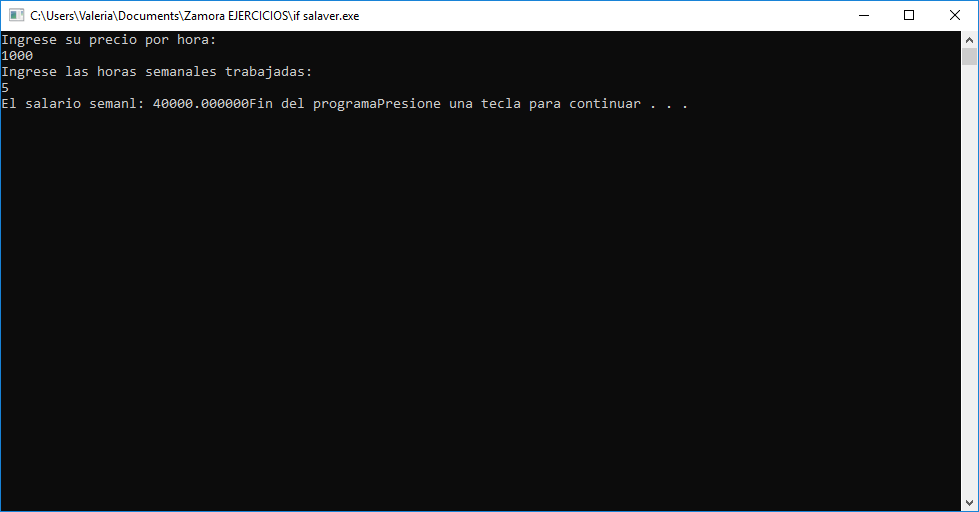 C:\Users\Valeria\Documents\Zamora EJERCICIOS\if salaver.exe
Ingrese su precio por hora:
1000
Ingrese las horas semanales trabajadas:
5
El salario semanl: 40000.000000Fin del programaPresione una tecla para continuar . . .